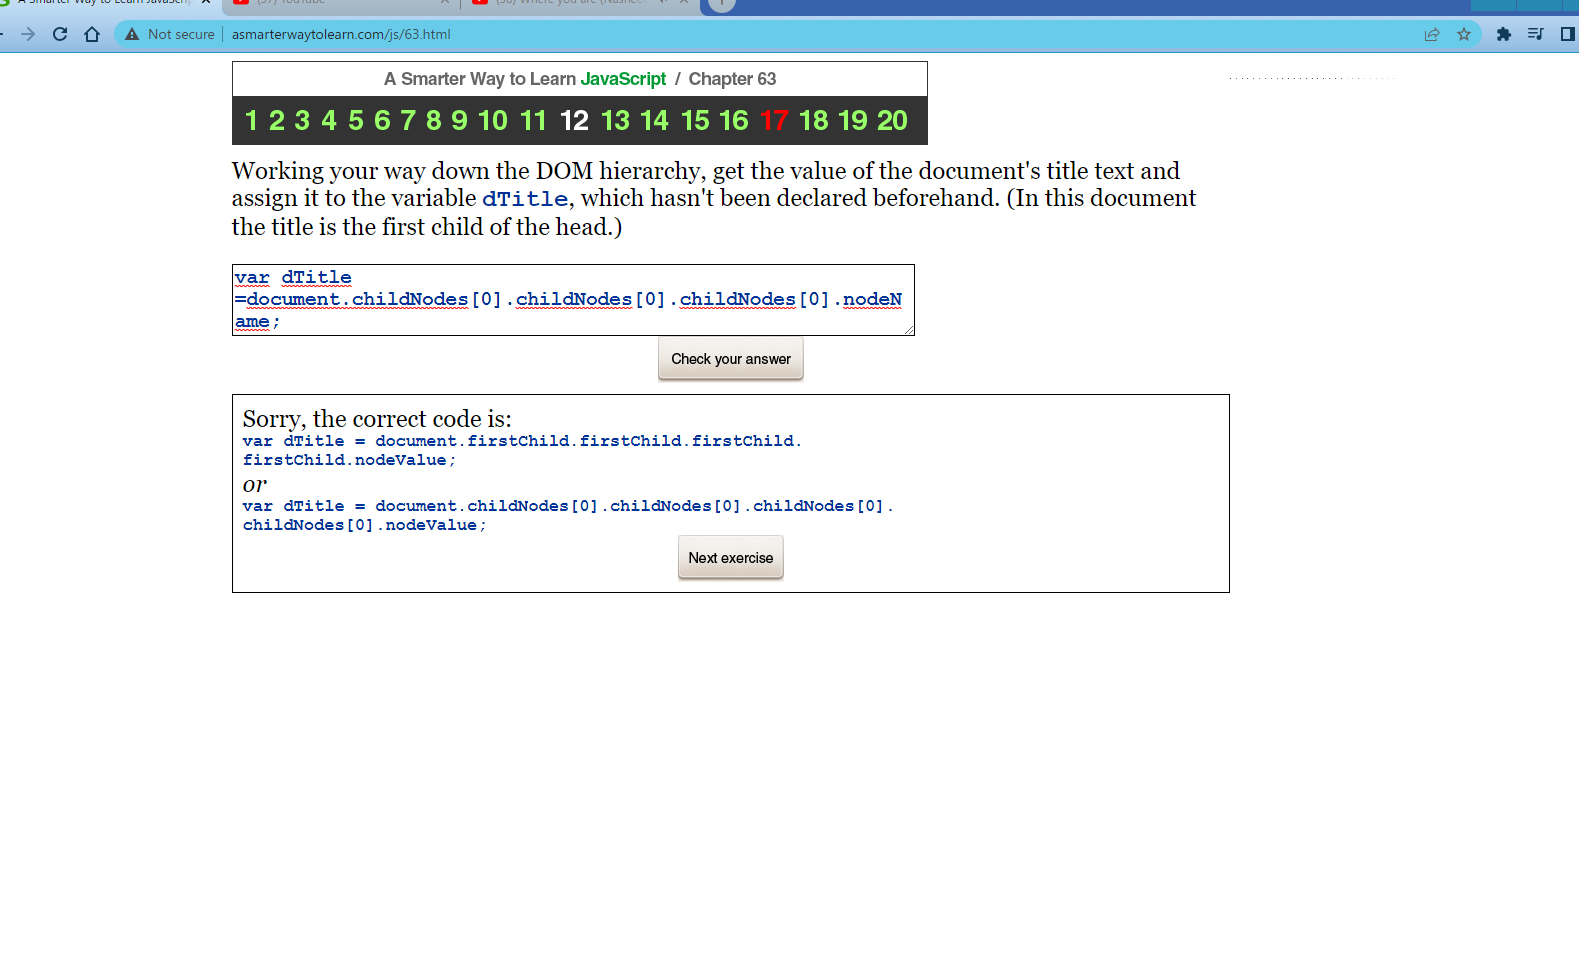 Not secure | asmarterwaytolearn.com/js/63.html
A Smarter Way to Learn JavaScript / Chapter 63
1 2 3 4 5 6 7 8 9 10 11 12 13 14 15 16 17 18 19 20
Working your way down the DOM hierarchy, get the value of the document's title text and
assign it to the variable dTitle, which hasn't been declared beforehand. (In this document
the title is the first child of the head.)
var dTitle
=document.childNodes[0].childNodes[0].childNodes[0].nodeN
ame;
Check your answer
Sorry, the correct code is:
var dTitle = document.firstChild.firstChild.firstChild.
firstChild.nodeValue;
or
var dTitle = document.childNodes[0].childNodes[0].childNodes[0].
childNodes[0].nodeValue;
Next exercise